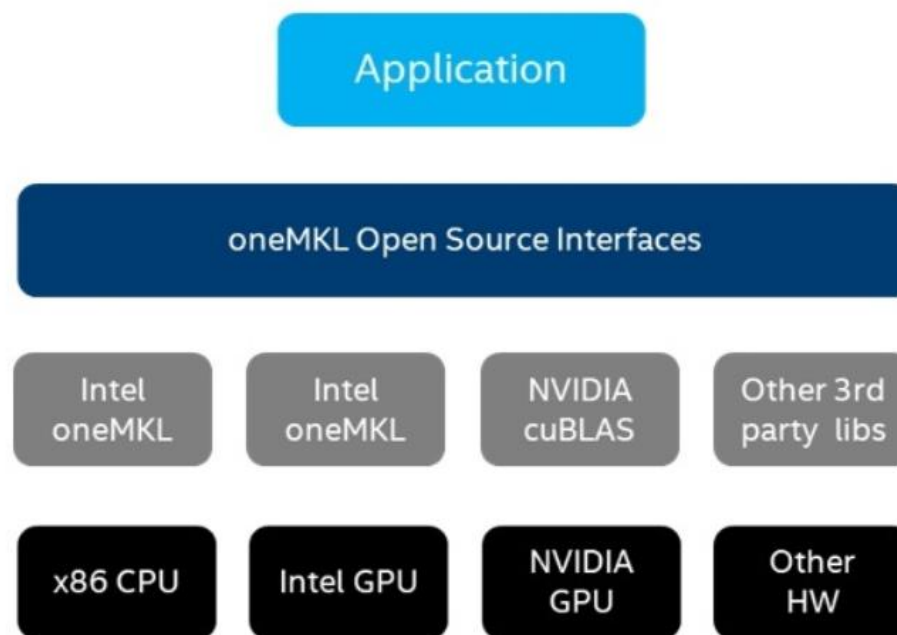 Application
oneMKL Open Source Interfaces
Intel
oneMKL
Intel
oneMKL
NVIDIA
cuBLAS
Other 3rd
party libs
x86 CPU
Intel GPU
NVIDIA
GPU
Other
HW